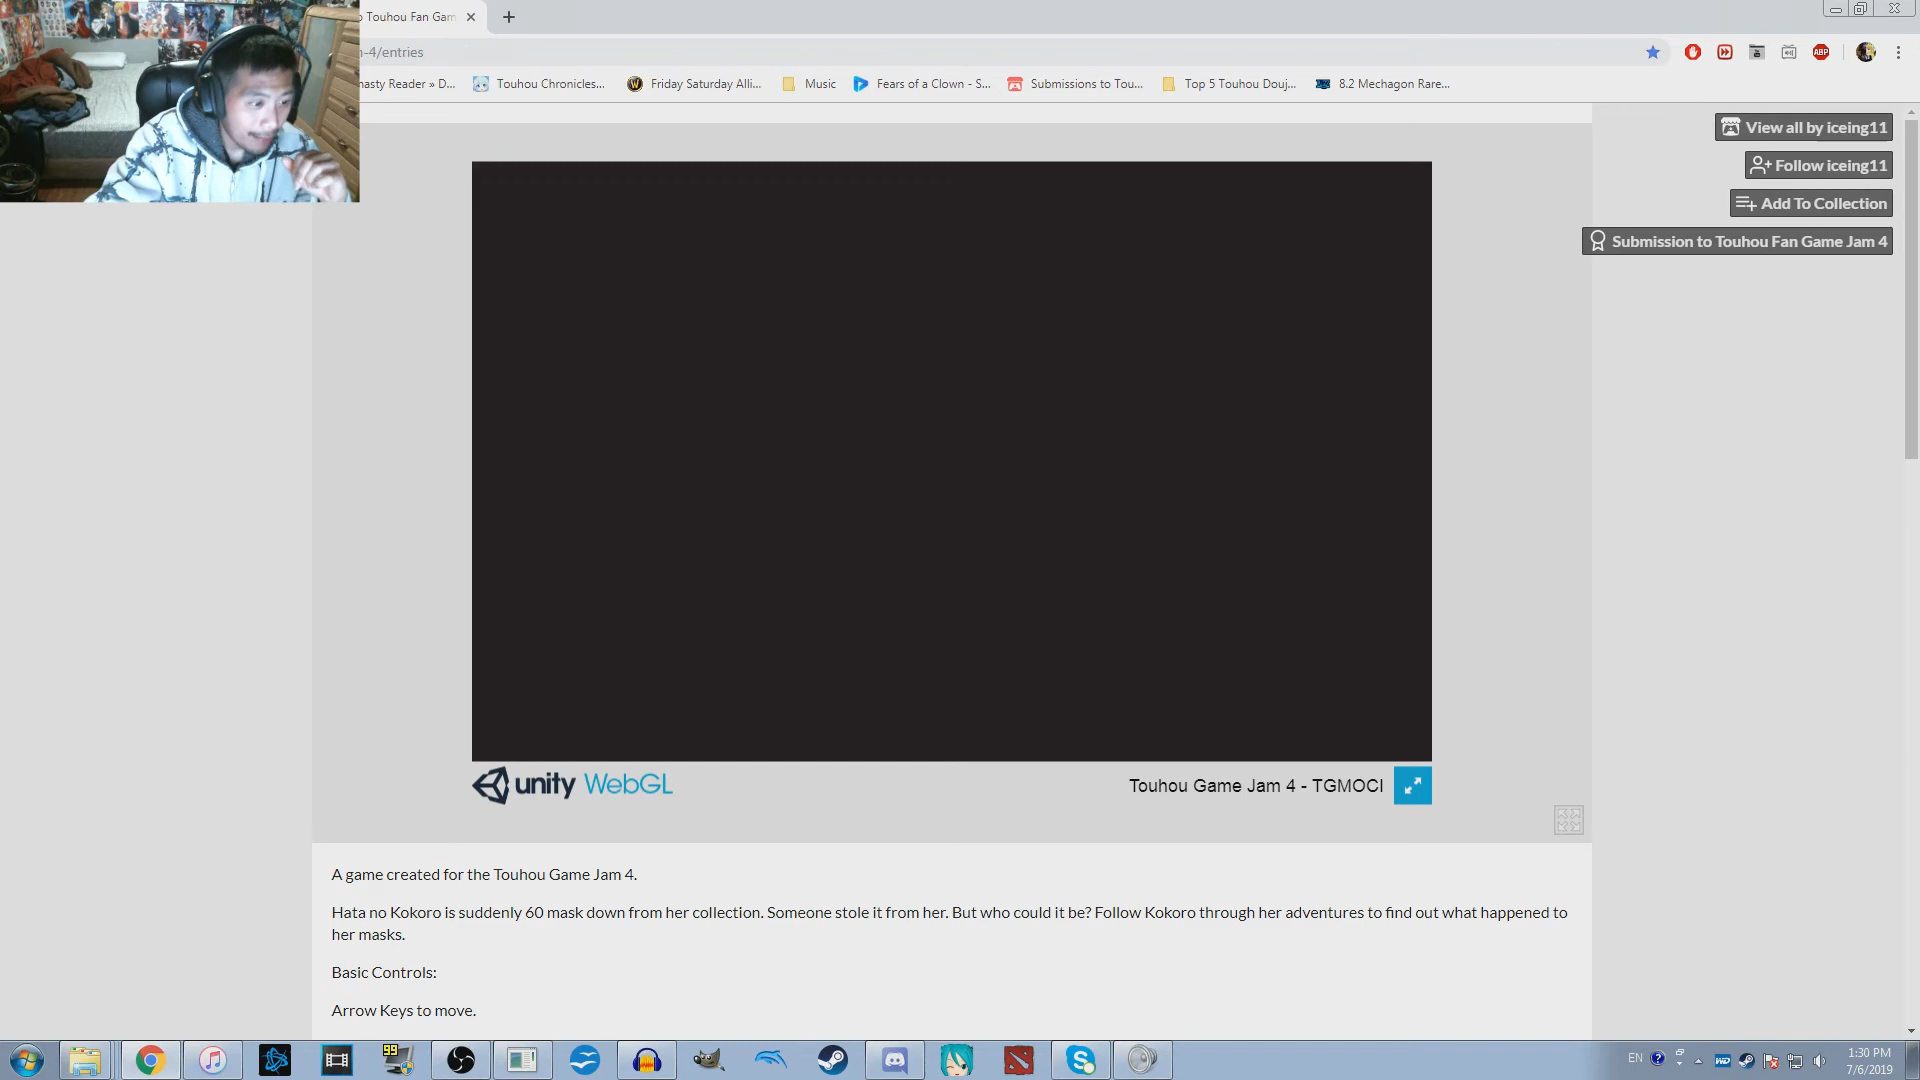 Touhou Fan Gam
-4/entries
nasty Reader » D...
Touhou Chronicles...
Friday Saturday Alli...
Music
Fears of a Clown - S...
Submissions to Tou...
Top 5 Touhou Douj...
8.2 Mechagon Rare...
ABP
View all by iceing11
Follow iceing11
Add To Collection
Submission to Touhou Fan Game Jam 4
unity WebGL
Touhou Game Jam 4 - TGMOCI
A game created for the Touhou Game Jam 4.
Hata no Kokoro is suddenly 60 mask down from her collection. Someone stole it from her. But who could it be? Follow Kokoro through her adventures to find out what happened to
her masks.
Basic Controls:
Arrow Keys to move.
99
EN
WD
1:30 PM
7/6/2019